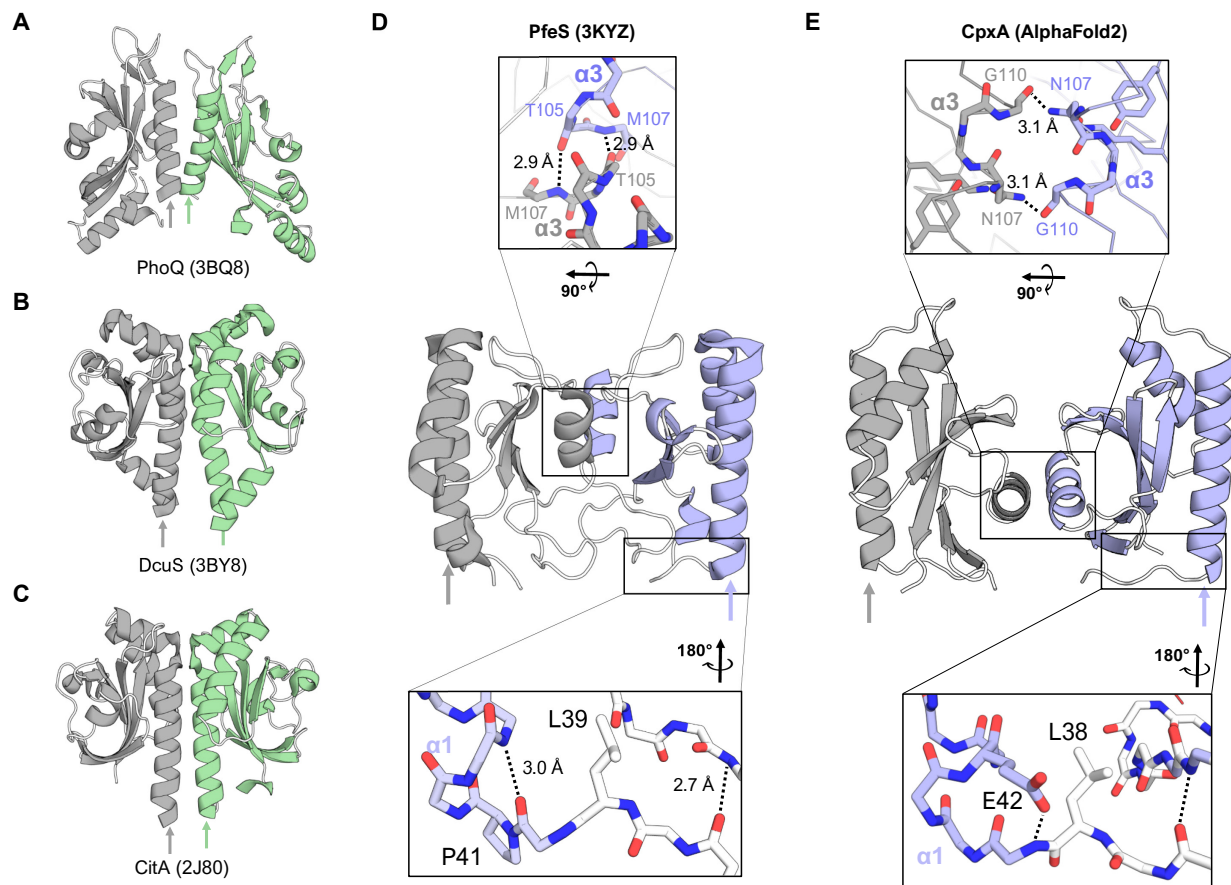 A
PhoQ (3BQ8)
B
DcuS (3BY8)
C
CitA (2J80)
D
PfeS (3KYZ)
α3
T105
M107
2.9 Å
2.9 Å
T105
M107
α3
90°
180°
L39
α1
3.0 Å
2.7 Å
P41
E
CpxA (AlphaFold2)
G110
N107
α3
3.1 Å
3.1 Å
α3
N107
G110
90°
180°
L38
E42
α1